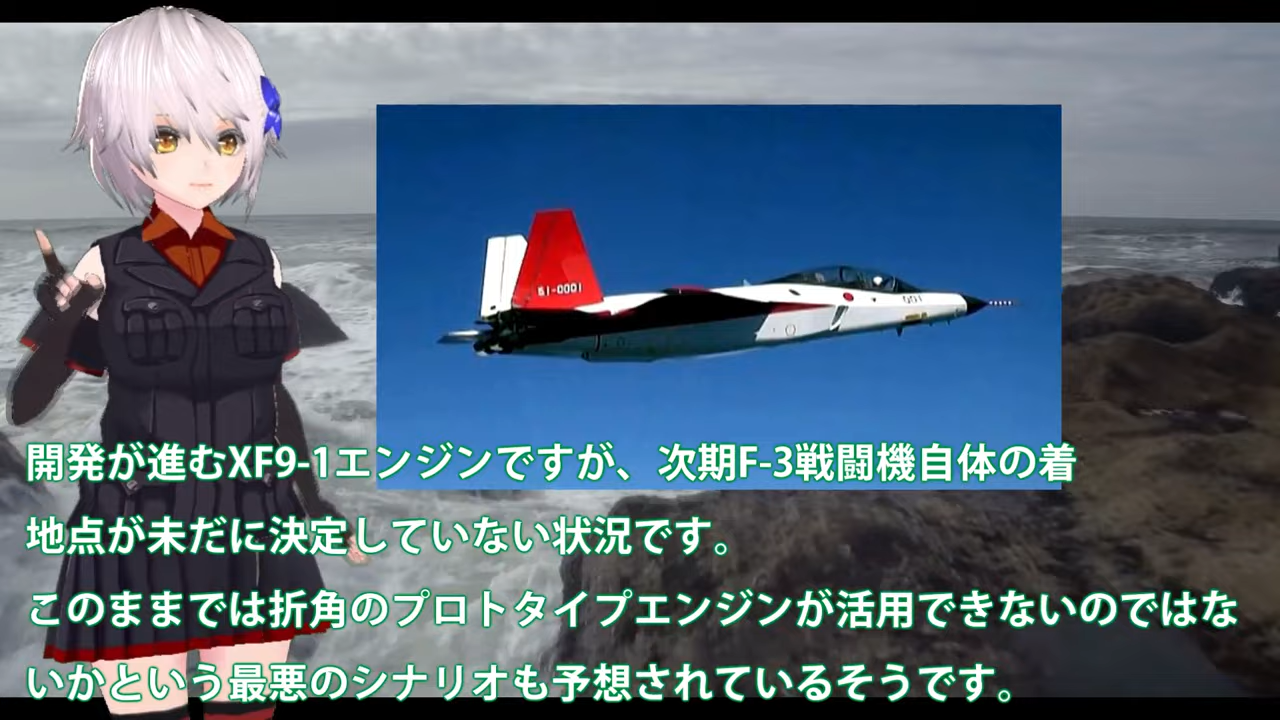 51-0001
001
開発が進むXF9-1エンジンですが、次期F-3戦闘機自体の着
地点が未だに決定していない状況です。
このままでは折角のプロトタイプエンジンが活用できないのではな
いかという最悪のシナリオも予想されているそうです。